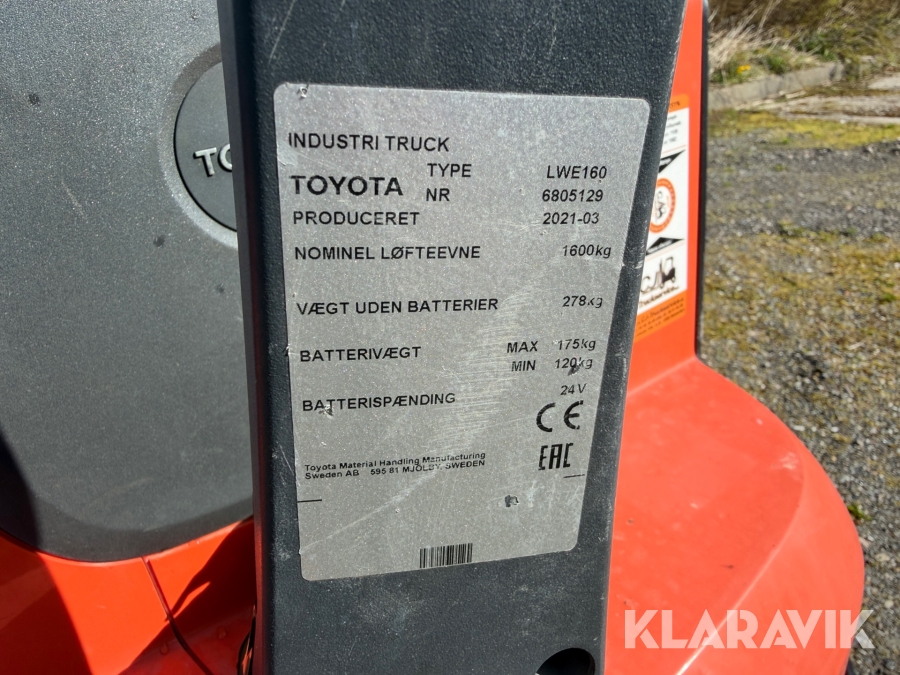 TO
INDUSTRI TRUCK
TOYOTA TYPE LWE160
NR 6805129
PRODUCERET 2021-03
NOMINEL LØFTEEVNE 1600kg
VÆGT UDEN BATTERIER 278kg
BATTERIVÆGT MAX 175kg
MIN 120kg
BATTERISPÆNDING 24V
CE
EAC
Toyota Material Handling Manufacturing
Sweden AB 595 81 MJÖLBY, SWEDEN
KLARAVIK